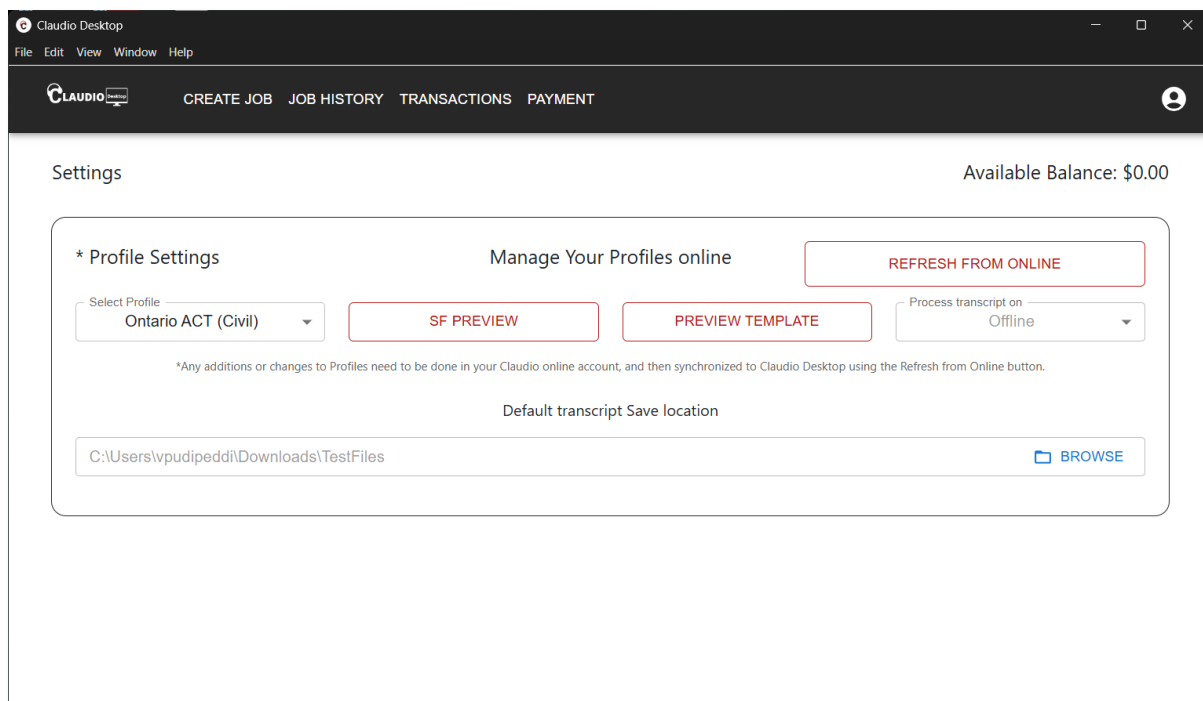 Claudio Desktop
File Edit View Window Help
CLAUDIO Desktop CREATE JOB JOB HISTORY TRANSACTIONS PAYMENT
Settings Available Balance: $0.00
* Profile Settings Manage Your Profiles online REFRESH FROM ONLINE
Select Profile Process transcript on
Ontario ACT (Civil) SF PREVIEW PREVIEW TEMPLATE Offline
*Any additions or changes to Profiles need to be done in your Claudio online account, and then synchronized to Claudio Desktop using the Refresh from Online button.
Default transcript Save location
C:\Users\vpudipeddi\Downloads\TestFiles BROWSE